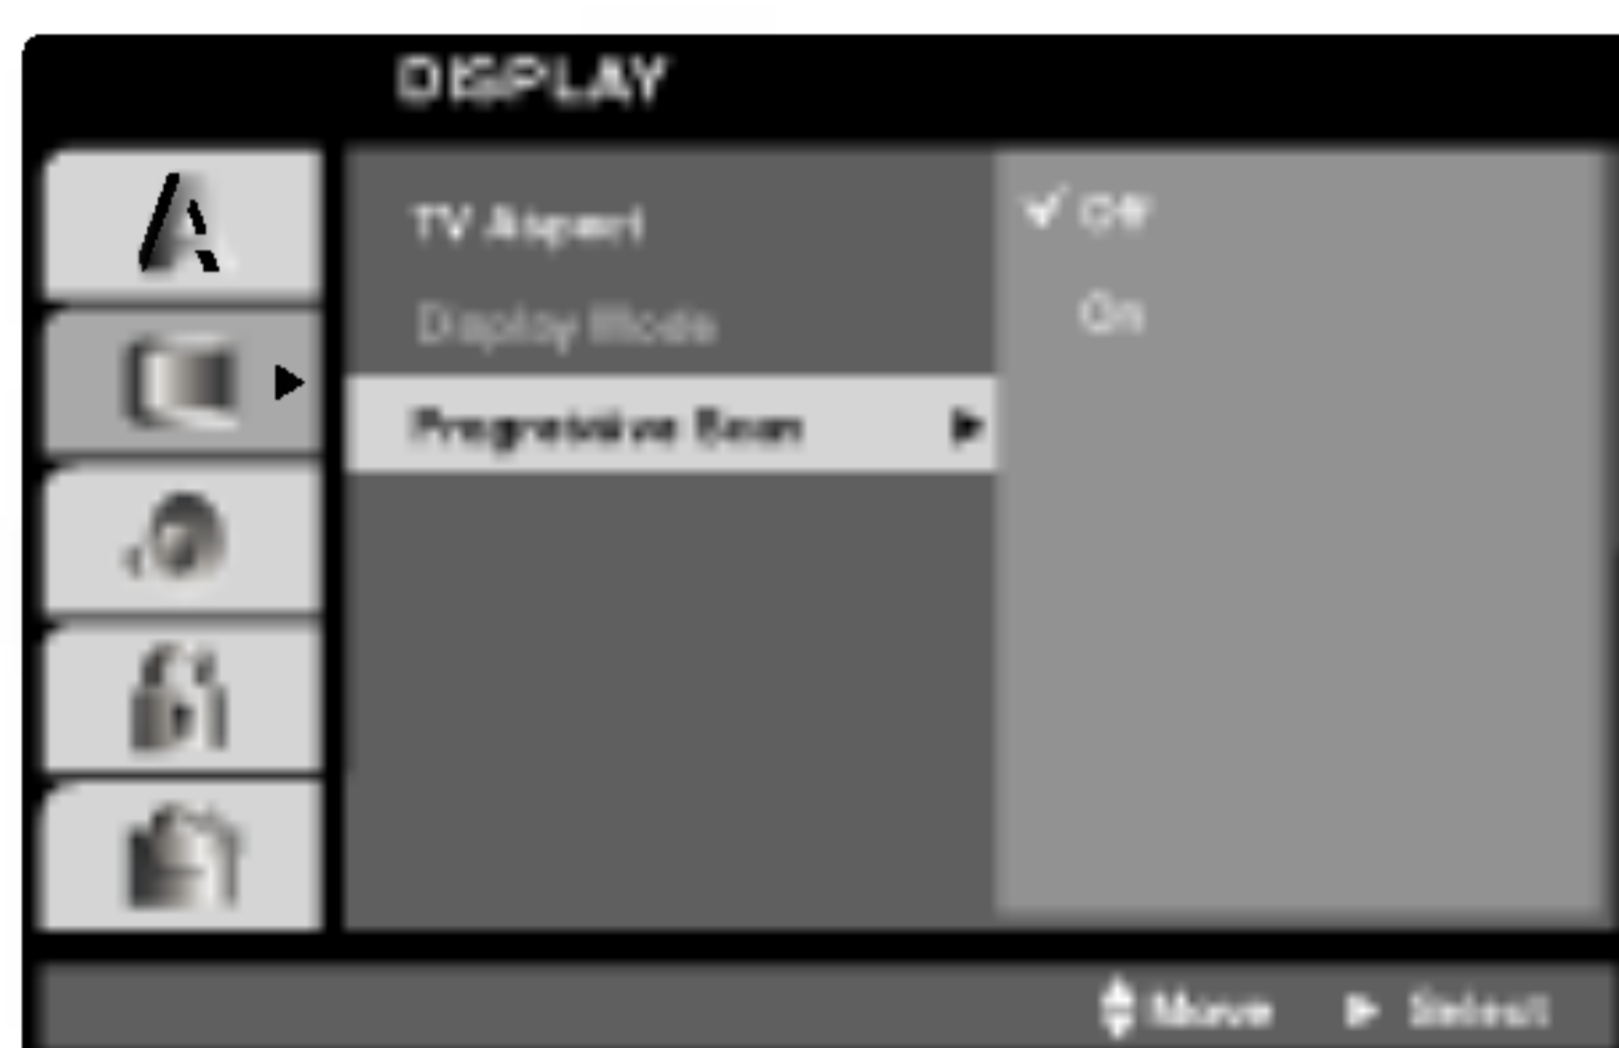 DISPLAY
TV Aspect
Display Mode
Progressive Scan
Off
On
Move
Select